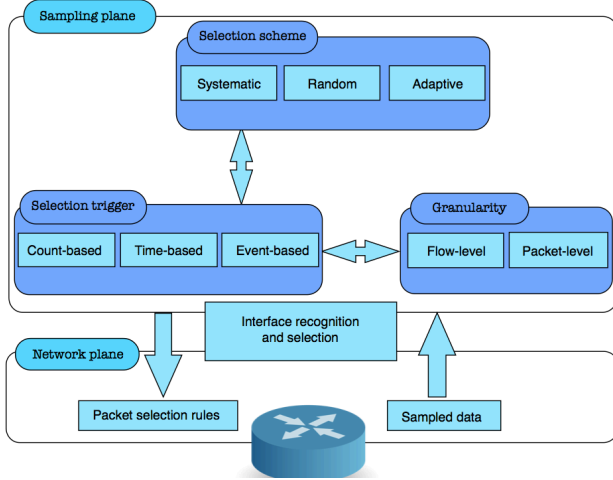 Sampling plane
Selection scheme
Systematic
Random
Adaptive
Selection trigger
Count-based
Time-based
Event-based
Granularity
Flow-level
Packet-level
Interface recognition
and selection
Network plane
Packet selection rules
Sampled data